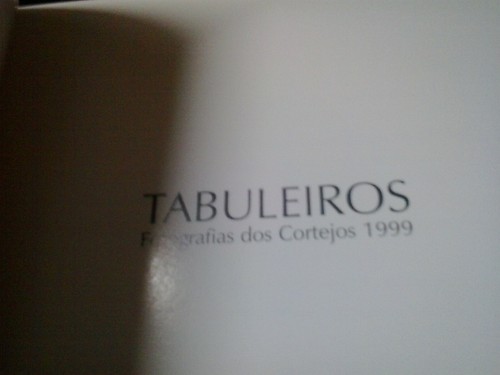 TABULEIROS
Fotografias dos Cortejos 1999